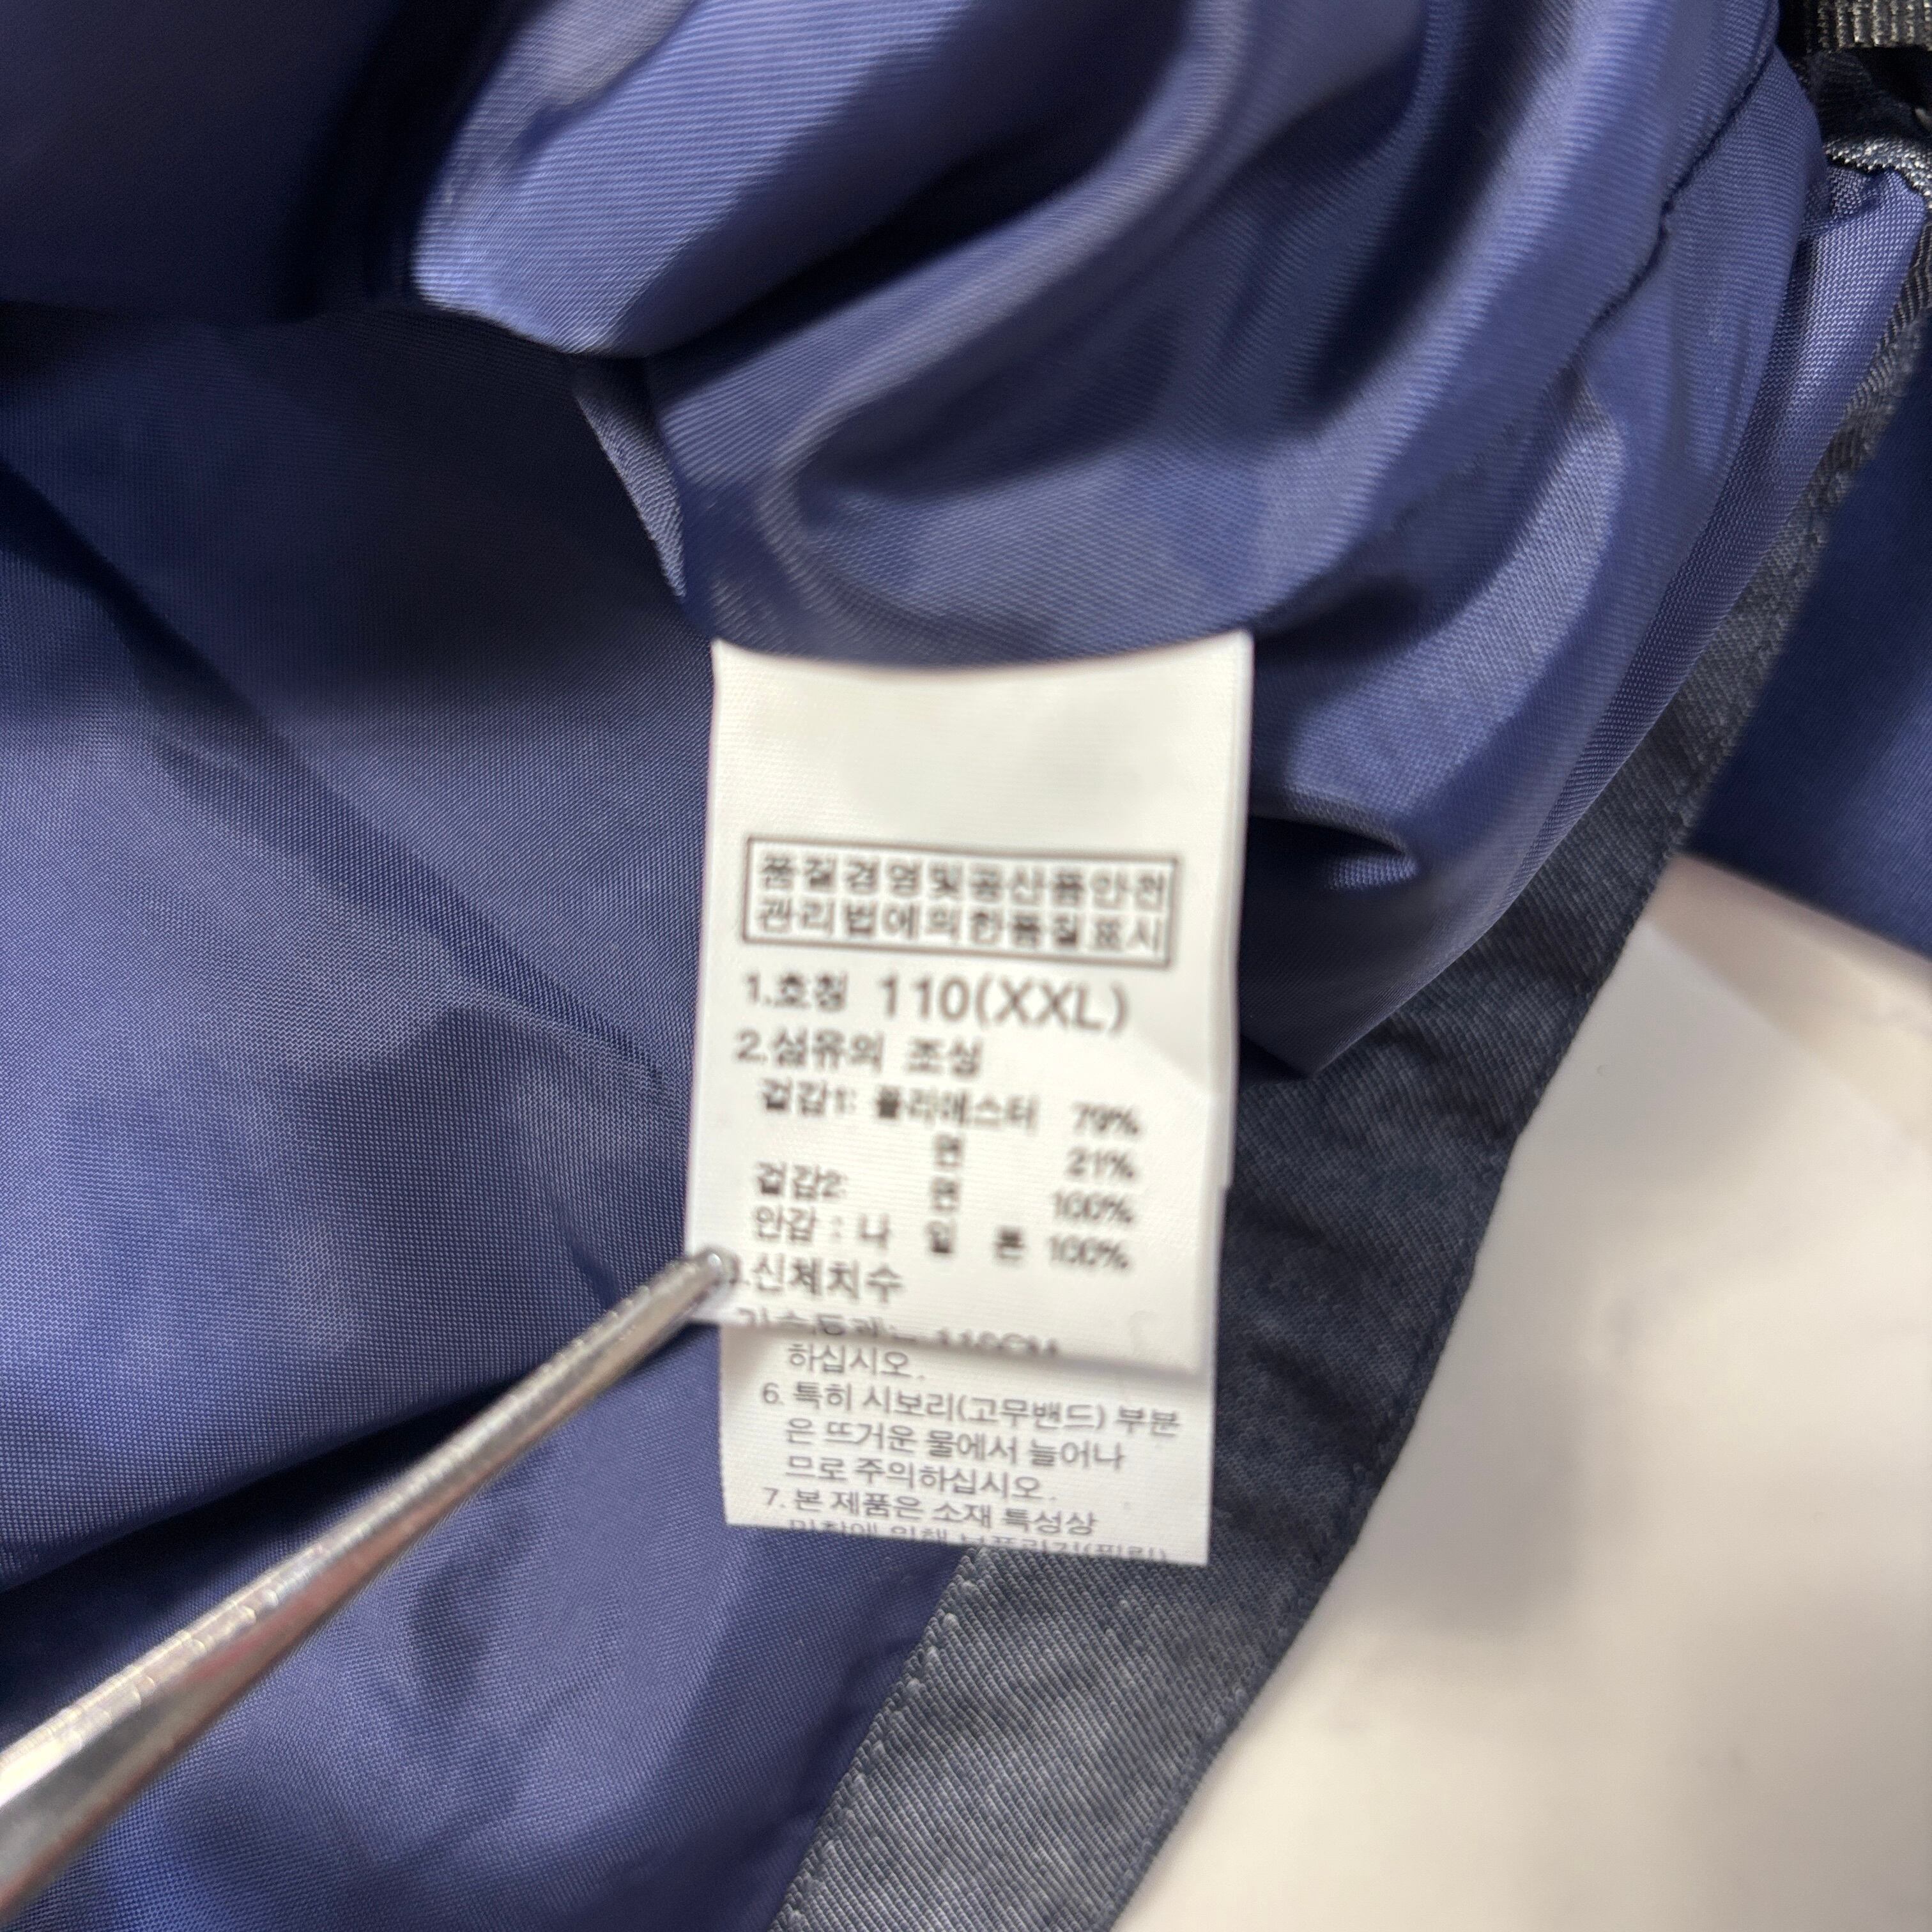 품질경영및공산품안전
관리법에의한품질표시
1.호칭 110(XXL)
2.섬유의 조성
겉감1: 폴리에스터 79%
면 21%
겉감2: 면 100%
안감 : 나 일 론 100%
.신체치수
가슴둘레
하십시오.
6. 특히 시보리(고무밴드) 부분
은 뜨거운 물에서 늘어나
므로 주의하십시오.
7. 본 제품은 소재 특성상